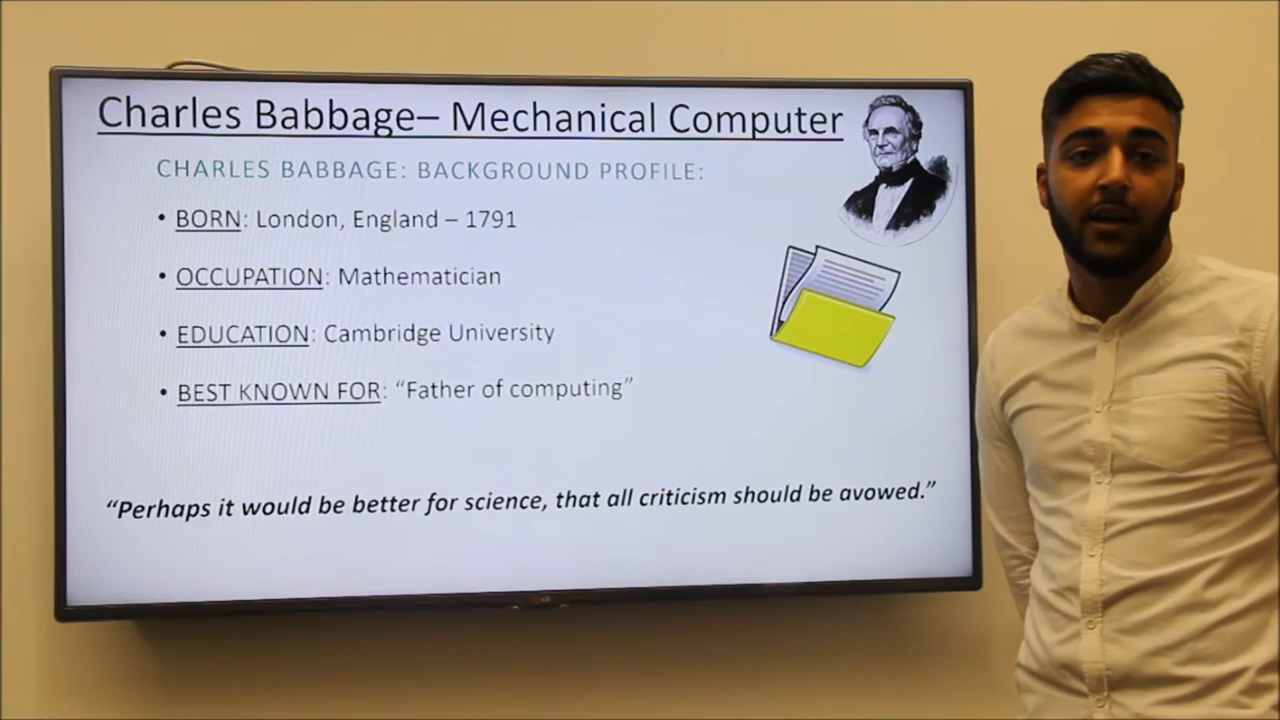 Charles Babbage– Mechanical Computer
CHARLES BABBAGE: BACKGROUND PROFILE:
• BORN: London, England – 1791
• OCCUPATION: Mathematician
• EDUCATION: Cambridge University
• BEST KNOWN FOR: “Father of computing”
“Perhaps it would be better for science, that all criticism should be avowed.”